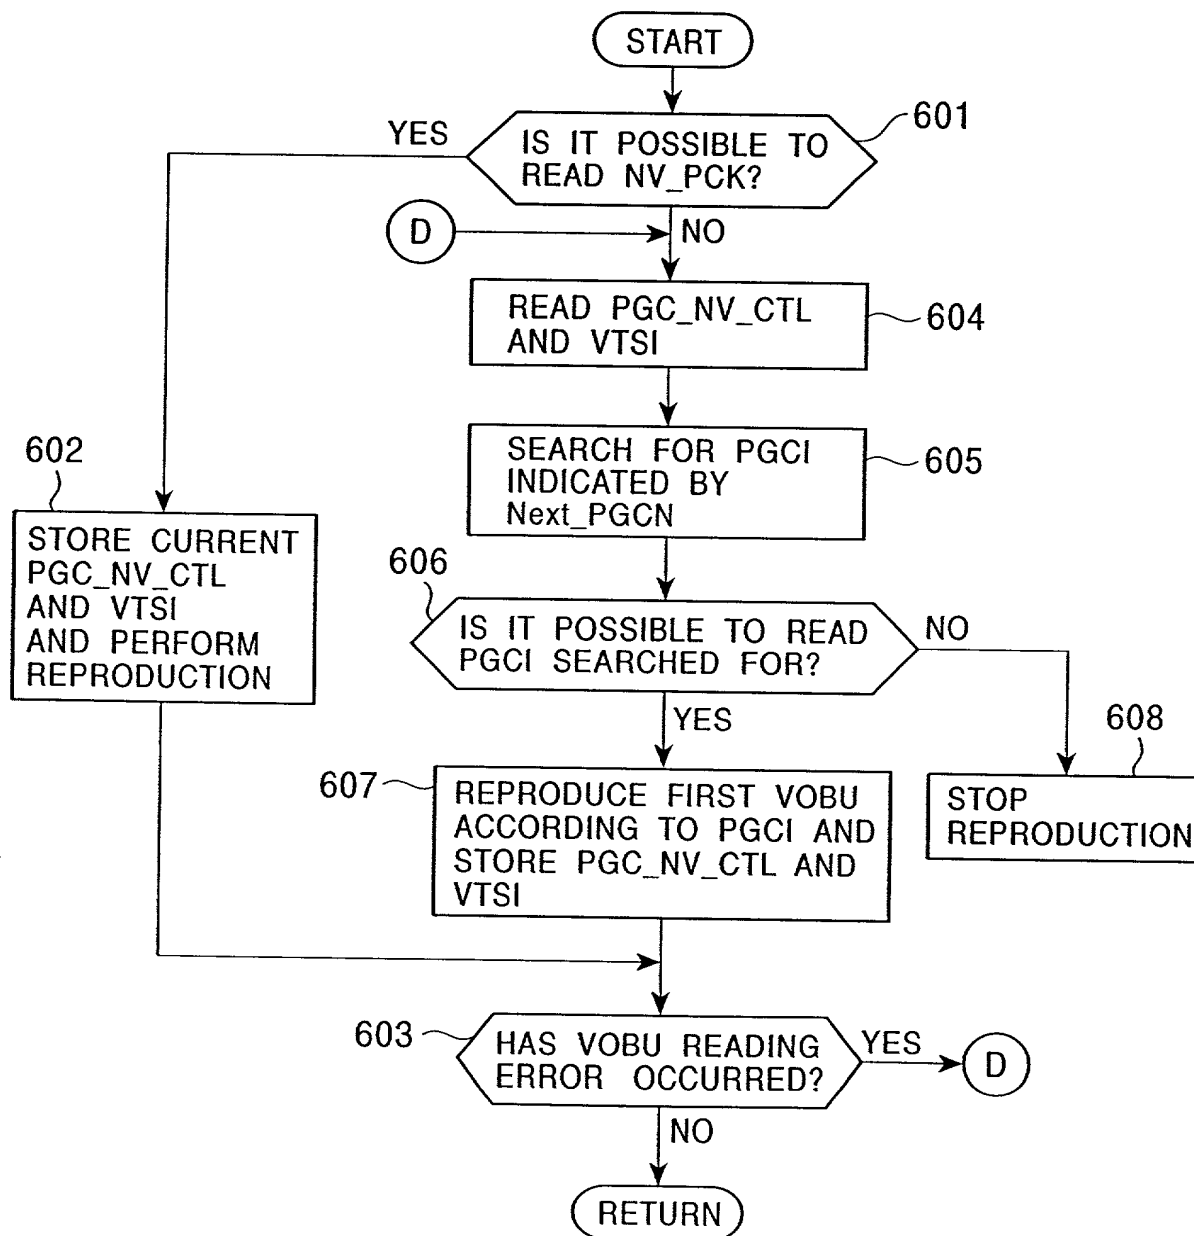 START
601
YES
IS IT POSSIBLE TO
READ NV_PCK?
D
NO
READ PGC_NV_CTL
AND VTSI
604
SEARCH FOR PGCI
INDICATED BY
Next_PGCN
605
602
STORE CURRENT
PGC_NV_CTL
AND VTSI
AND PERFORM
REPRODUCTION
606
IS IT POSSIBLE TO READ
PGCI SEARCHED FOR?
NO
YES
608
STOP
REPRODUCTION
607
REPRODUCE FIRST VOBU
ACCORDING TO PGCI AND
STORE PGC_NV_CTL AND
VTSI
603
HAS VOBU READING
ERROR OCCURRED?
YES
D
NO
RETURN